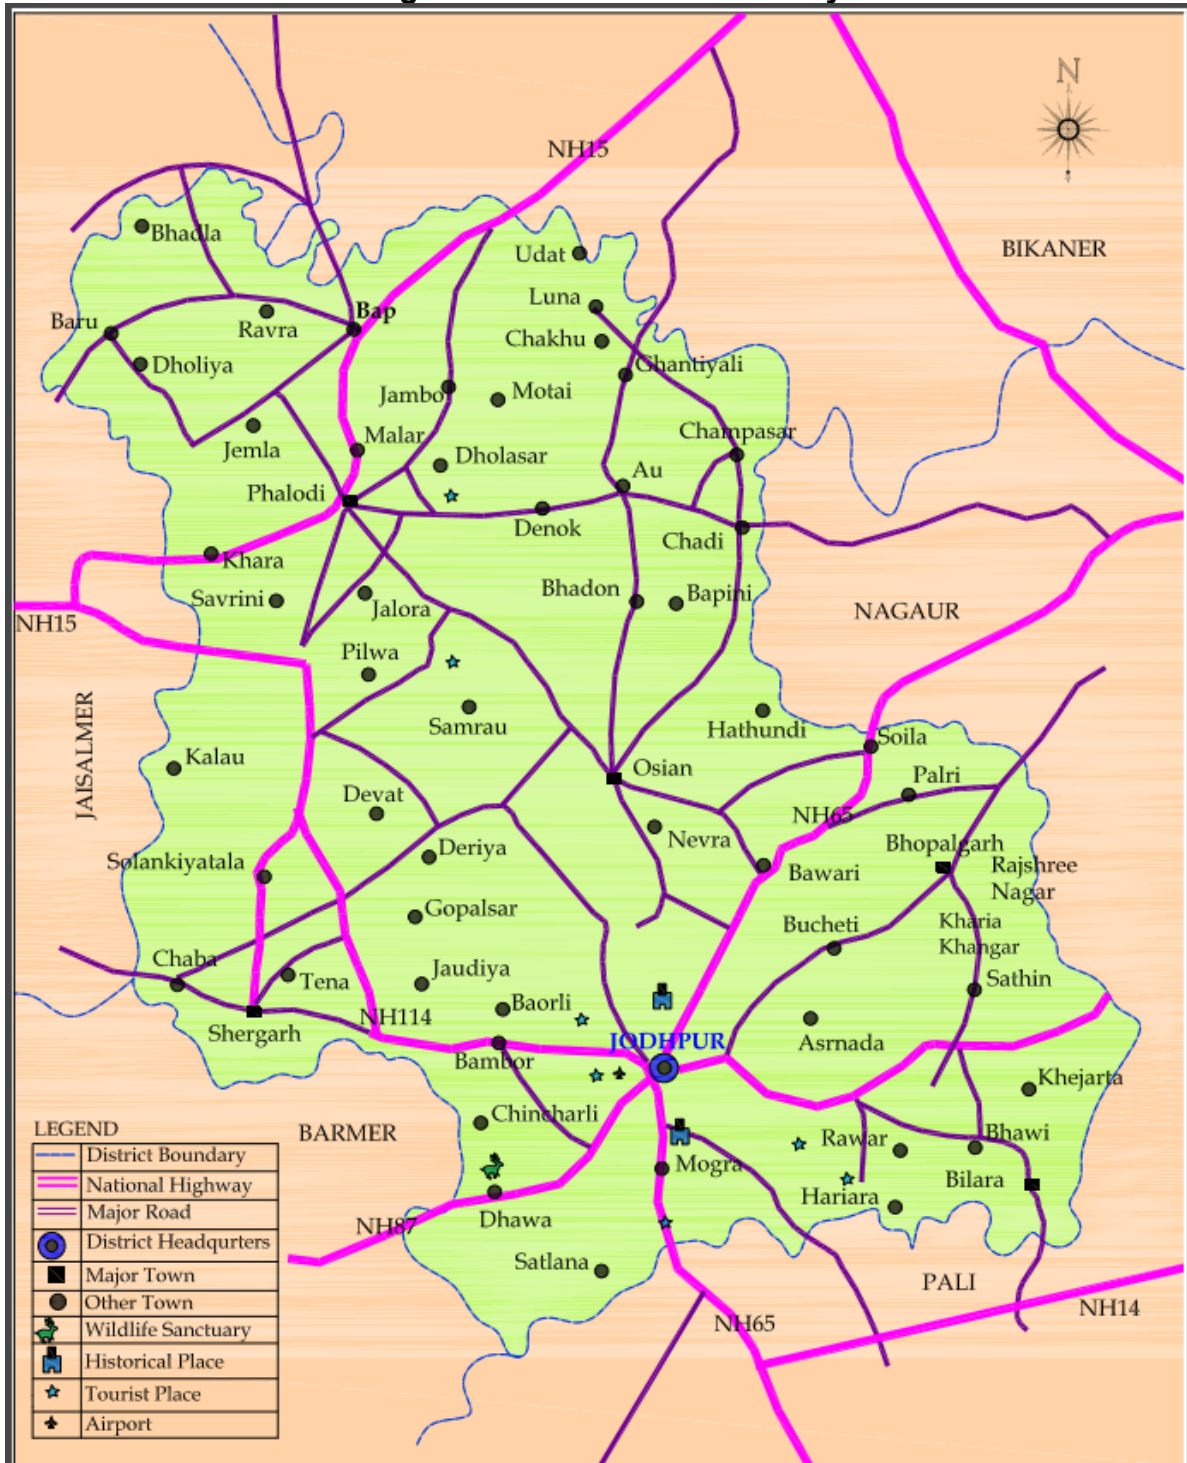 N
NH15
BIKANER
Bhadla
Udat
Luna
Bap
Baru
Ravra
Chakhu
Dholiya
Ghantiyali
Jambo
Motai
Jemla
Malar
Champasar
Dholasar
Au
Phalodi
Denok
Chadi
Khara
Savrini
Jalora
Bhadon
Bapini
NAGAUR
NH15
Pilwa
JAISALMER
Samrau
Hathundi
Soila
Kalau
Osian
Palri
Devat
NH65
Nevra
Bhopalgarh
Deriya
Solankiyatala
Bawari
Rajshree
Nagar
Gopalsar
Bucheti
Kharia
Khangar
Chaba
Tena
Jaudiya
Sathin
Baorli
Shergarh
NH114
JODHPUR
Asrnada
Bambor
Khejarta
Chincharli
BARMER
Rawar
Bhawi
Mogra
Bilara
Hariara
Dhawa
NH87
Satlana
PALI
NH14
NH65
LEGEND
District Boundary
National Highway
Major Road
District Headqurters
Major Town
Other Town
Wildlife Sanctuary
Historical Place
Tourist Place
Airport